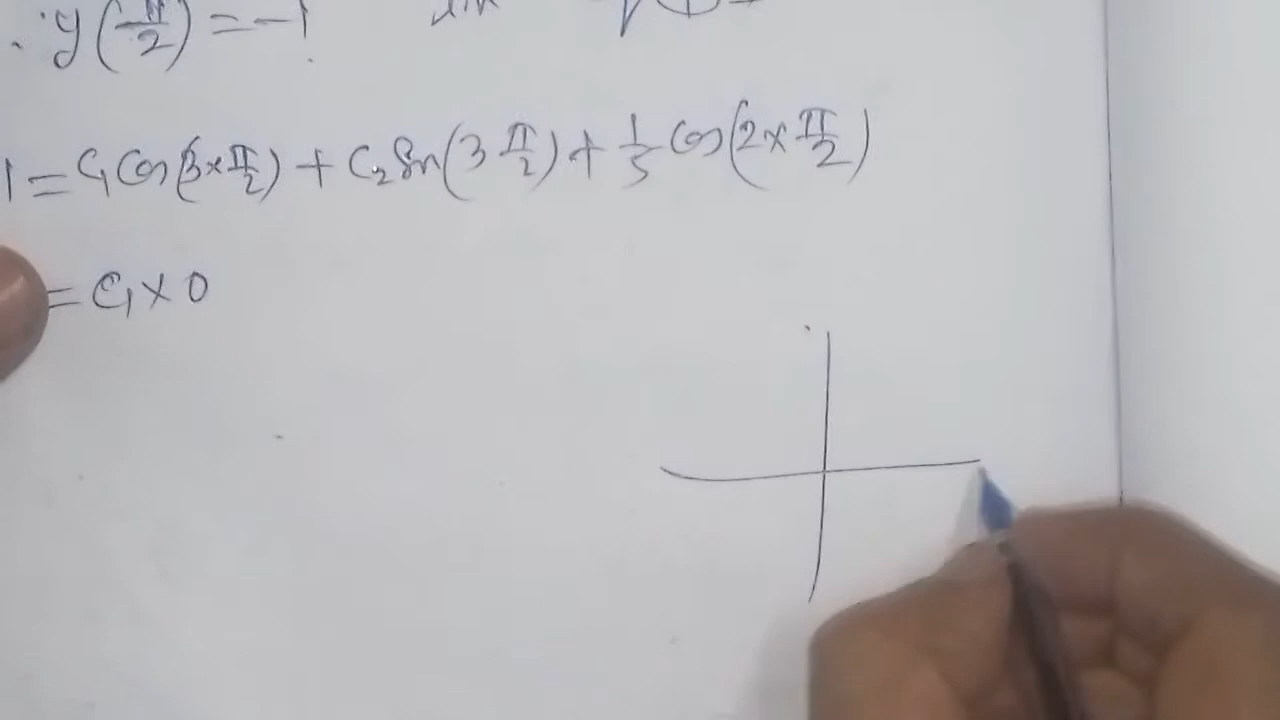 y(π/2) = -1
1 = C₁ Cos(3×π/2) + C₂ Sin(3 π/2) + 1/5 Cos(2×π/2)
= C₁ × 0